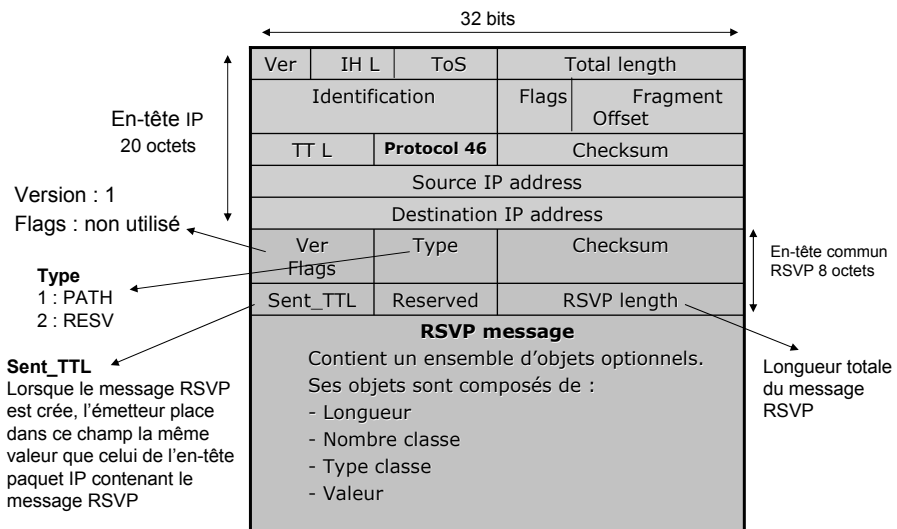 32 bits
Ver IH L ToS Total length
Identification Flags Fragment
Offset
En-tête IP
20 octets
TT L Protocol 46 Checksum
Source IP address
Destination IP address
Version : 1
Flags : non utilisé
Ver Type Checksum
Flags
En-tête commun
RSVP 8 octets
Type
1 : PATH
2 : RESV
Sent_TTL Reserved RSVP length
RSVP message
Contient un ensemble d'objets optionnels.
Ses objets sont composés de :
- Longueur
- Nombre classe
- Type classe
- Valeur
Sent_TTL
Lorsque le message RSVP
est crée, l'émetteur place
dans ce champ la même
valeur que celui de l'en-tête
paquet IP contenant le
message RSVP
Longueur totale
du message
RSVP